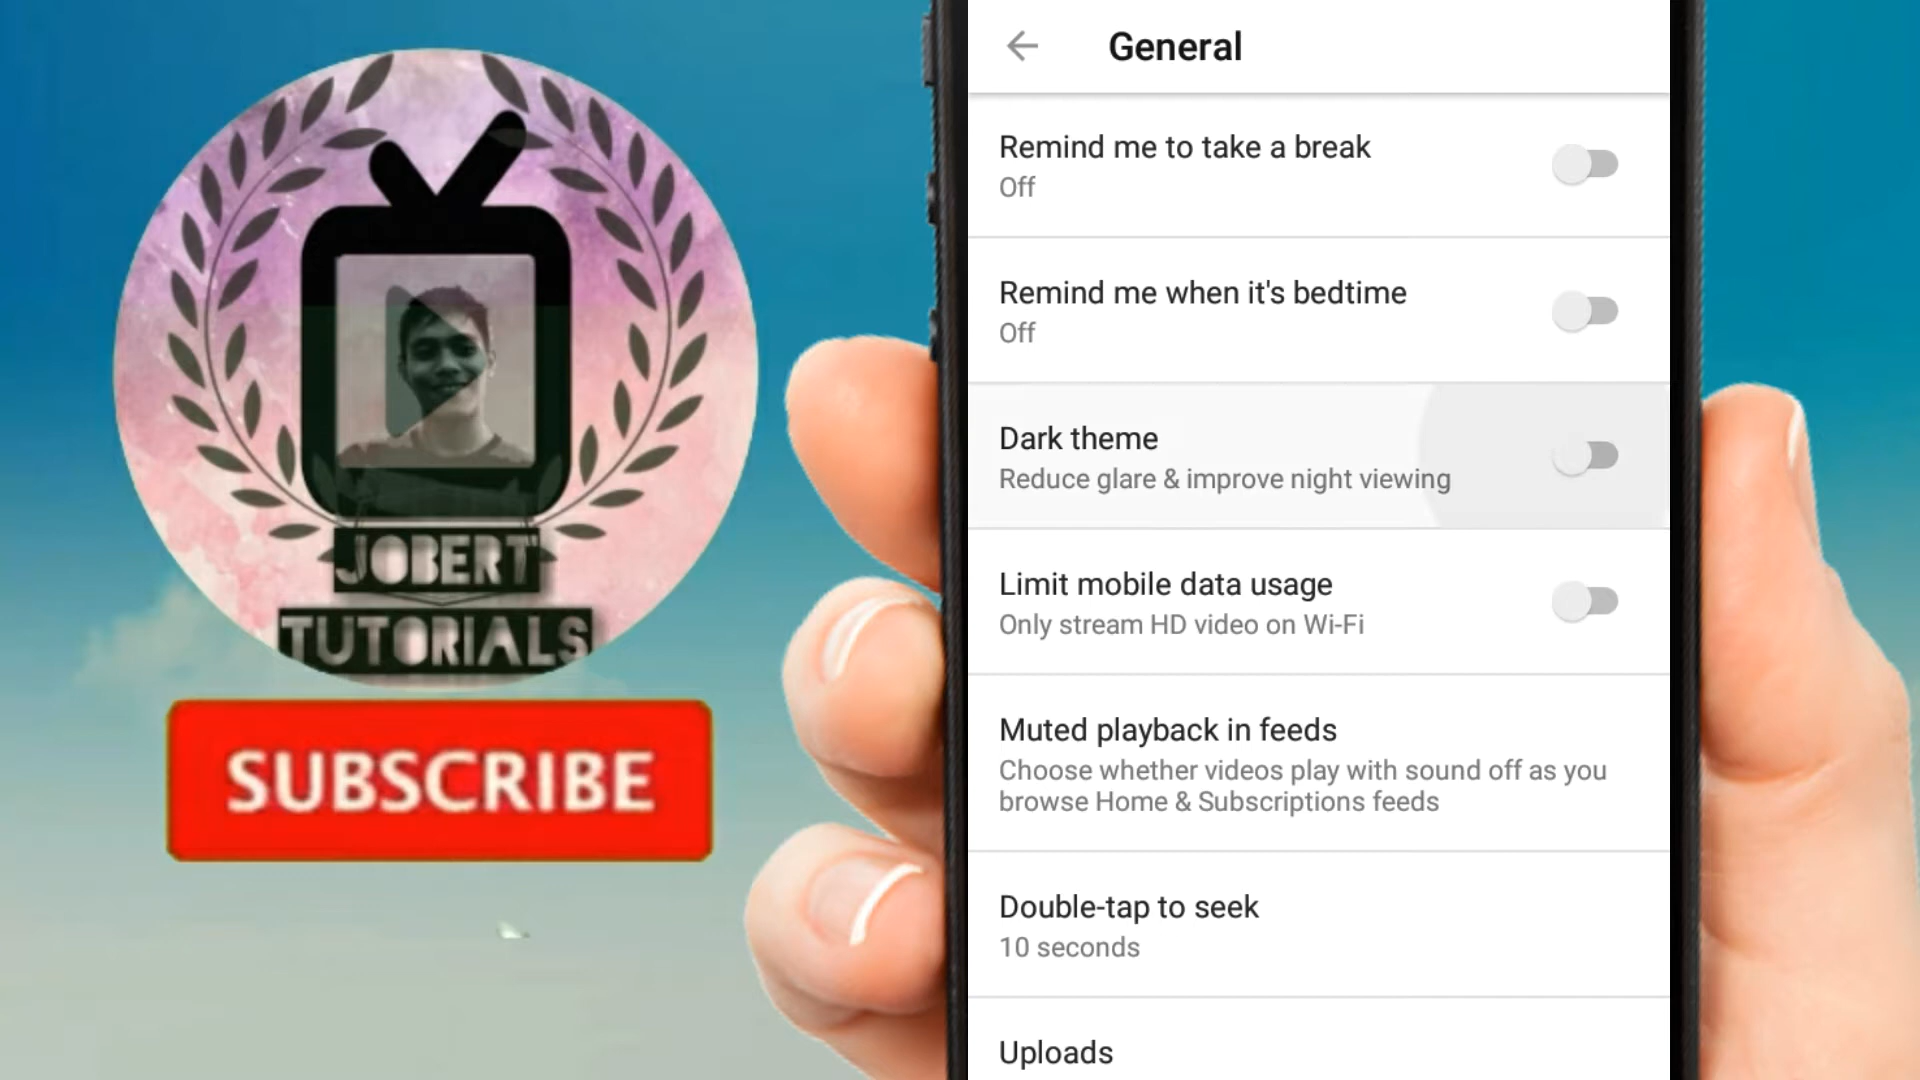 JOBERT
TUTORIALS
SUBSCRIBE
General
Remind me to take a break
Off
Remind me when it's bedtime
Off
Dark theme
Reduce glare & improve night viewing
Limit mobile data usage
Only stream HD video on Wi-Fi
Muted playback in feeds
Choose whether videos play with sound off as you
browse Home & Subscriptions feeds
Double-tap to seek
10 seconds
Uploads